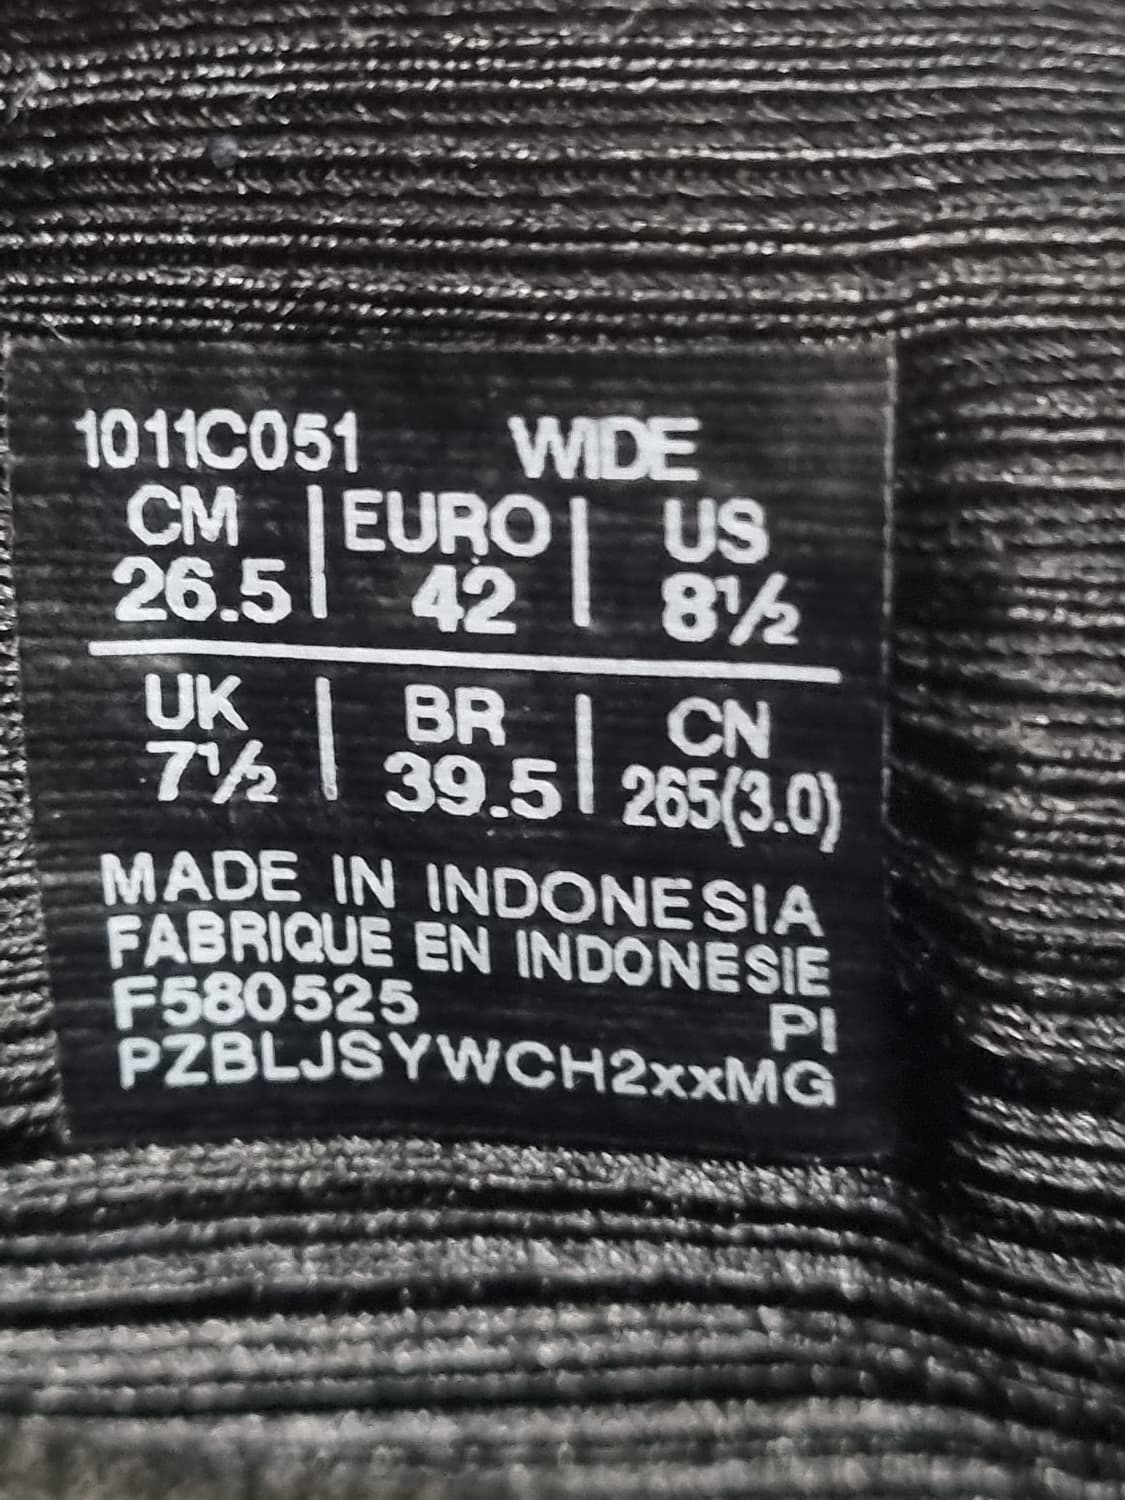 1011C051 WIDE
CM | EURO | US
26.5 | 42 | 8½
UK | BR | CN
7½ | 39.5 | 265(3.0)
MADE IN INDONESIA
FABRIQUE EN INDONESIE
F580525 PI
PZBLJSYWCH2xxMG